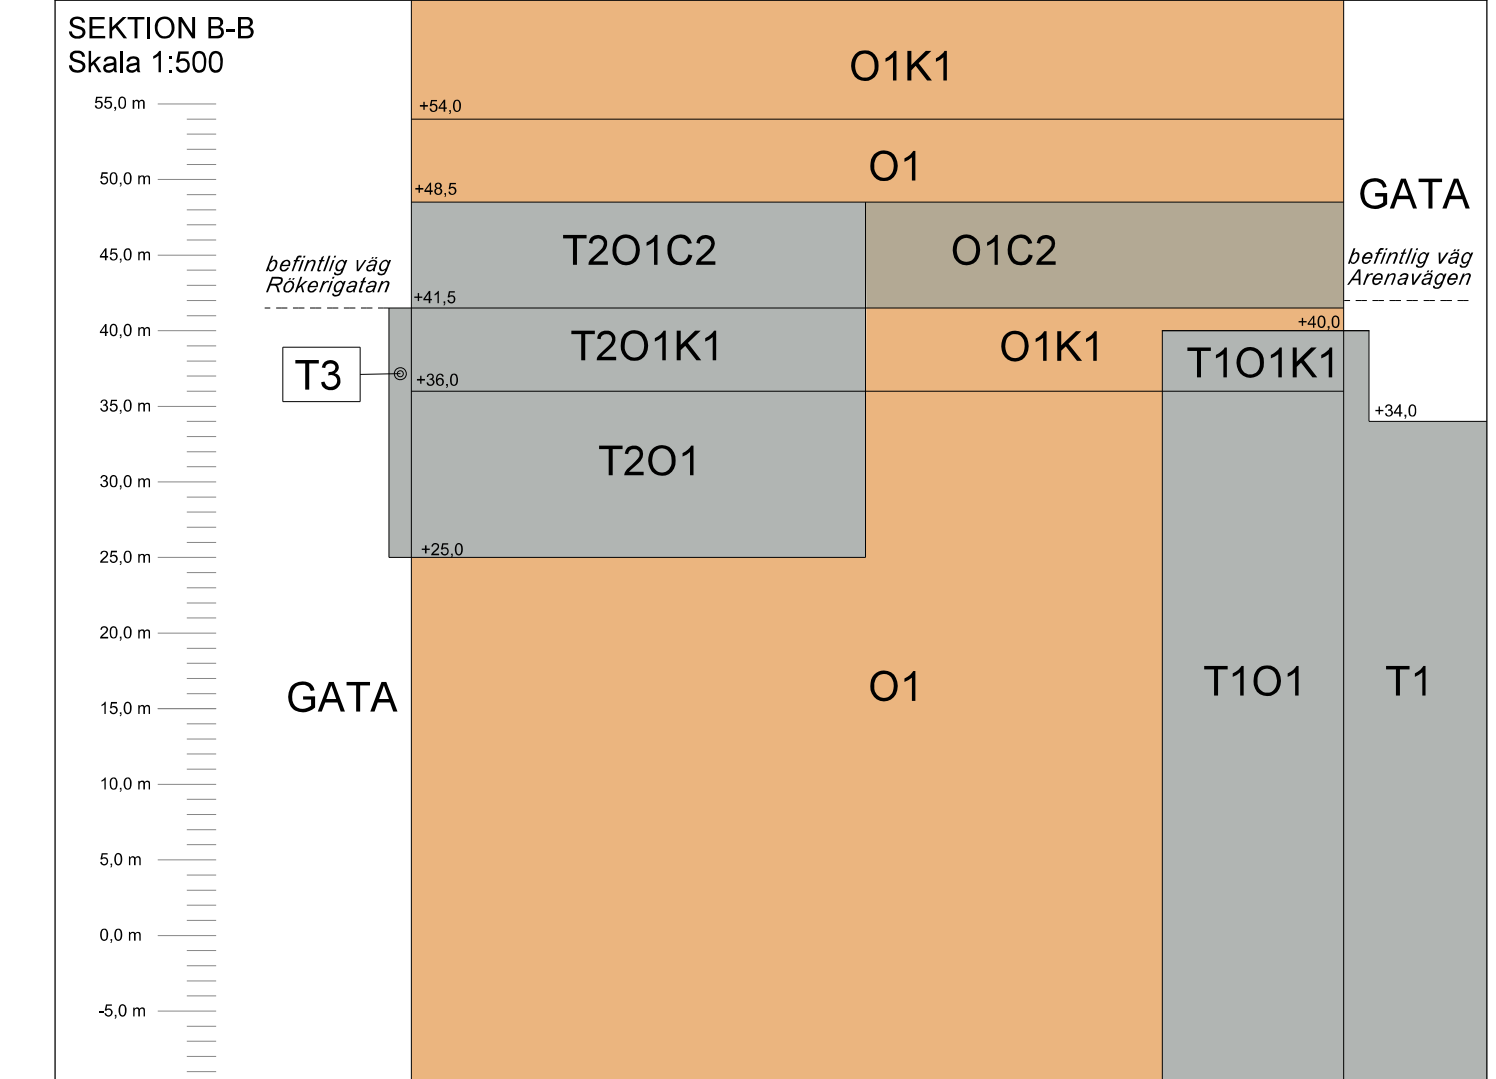 SEKTION B-B
Skala 1:500
55,0 m
50,0 m
45,0 m
40,0 m
35,0 m
30,0 m
25,0 m
20,0 m
15,0 m
10,0 m
5,0 m
0,0 m
-5,0 m
befintlig väg
Rökerigatan
T3
GATA
O1K1
+54,0
O1
+48,5
T2O1C2
O1C2
+41,5
T2O1K1
O1K1
+40,0
T1O1K1
+36,0
T2O1
+25,0
O1
T1O1
T1
GATA
befintlig väg
Arenavägen
+34,0